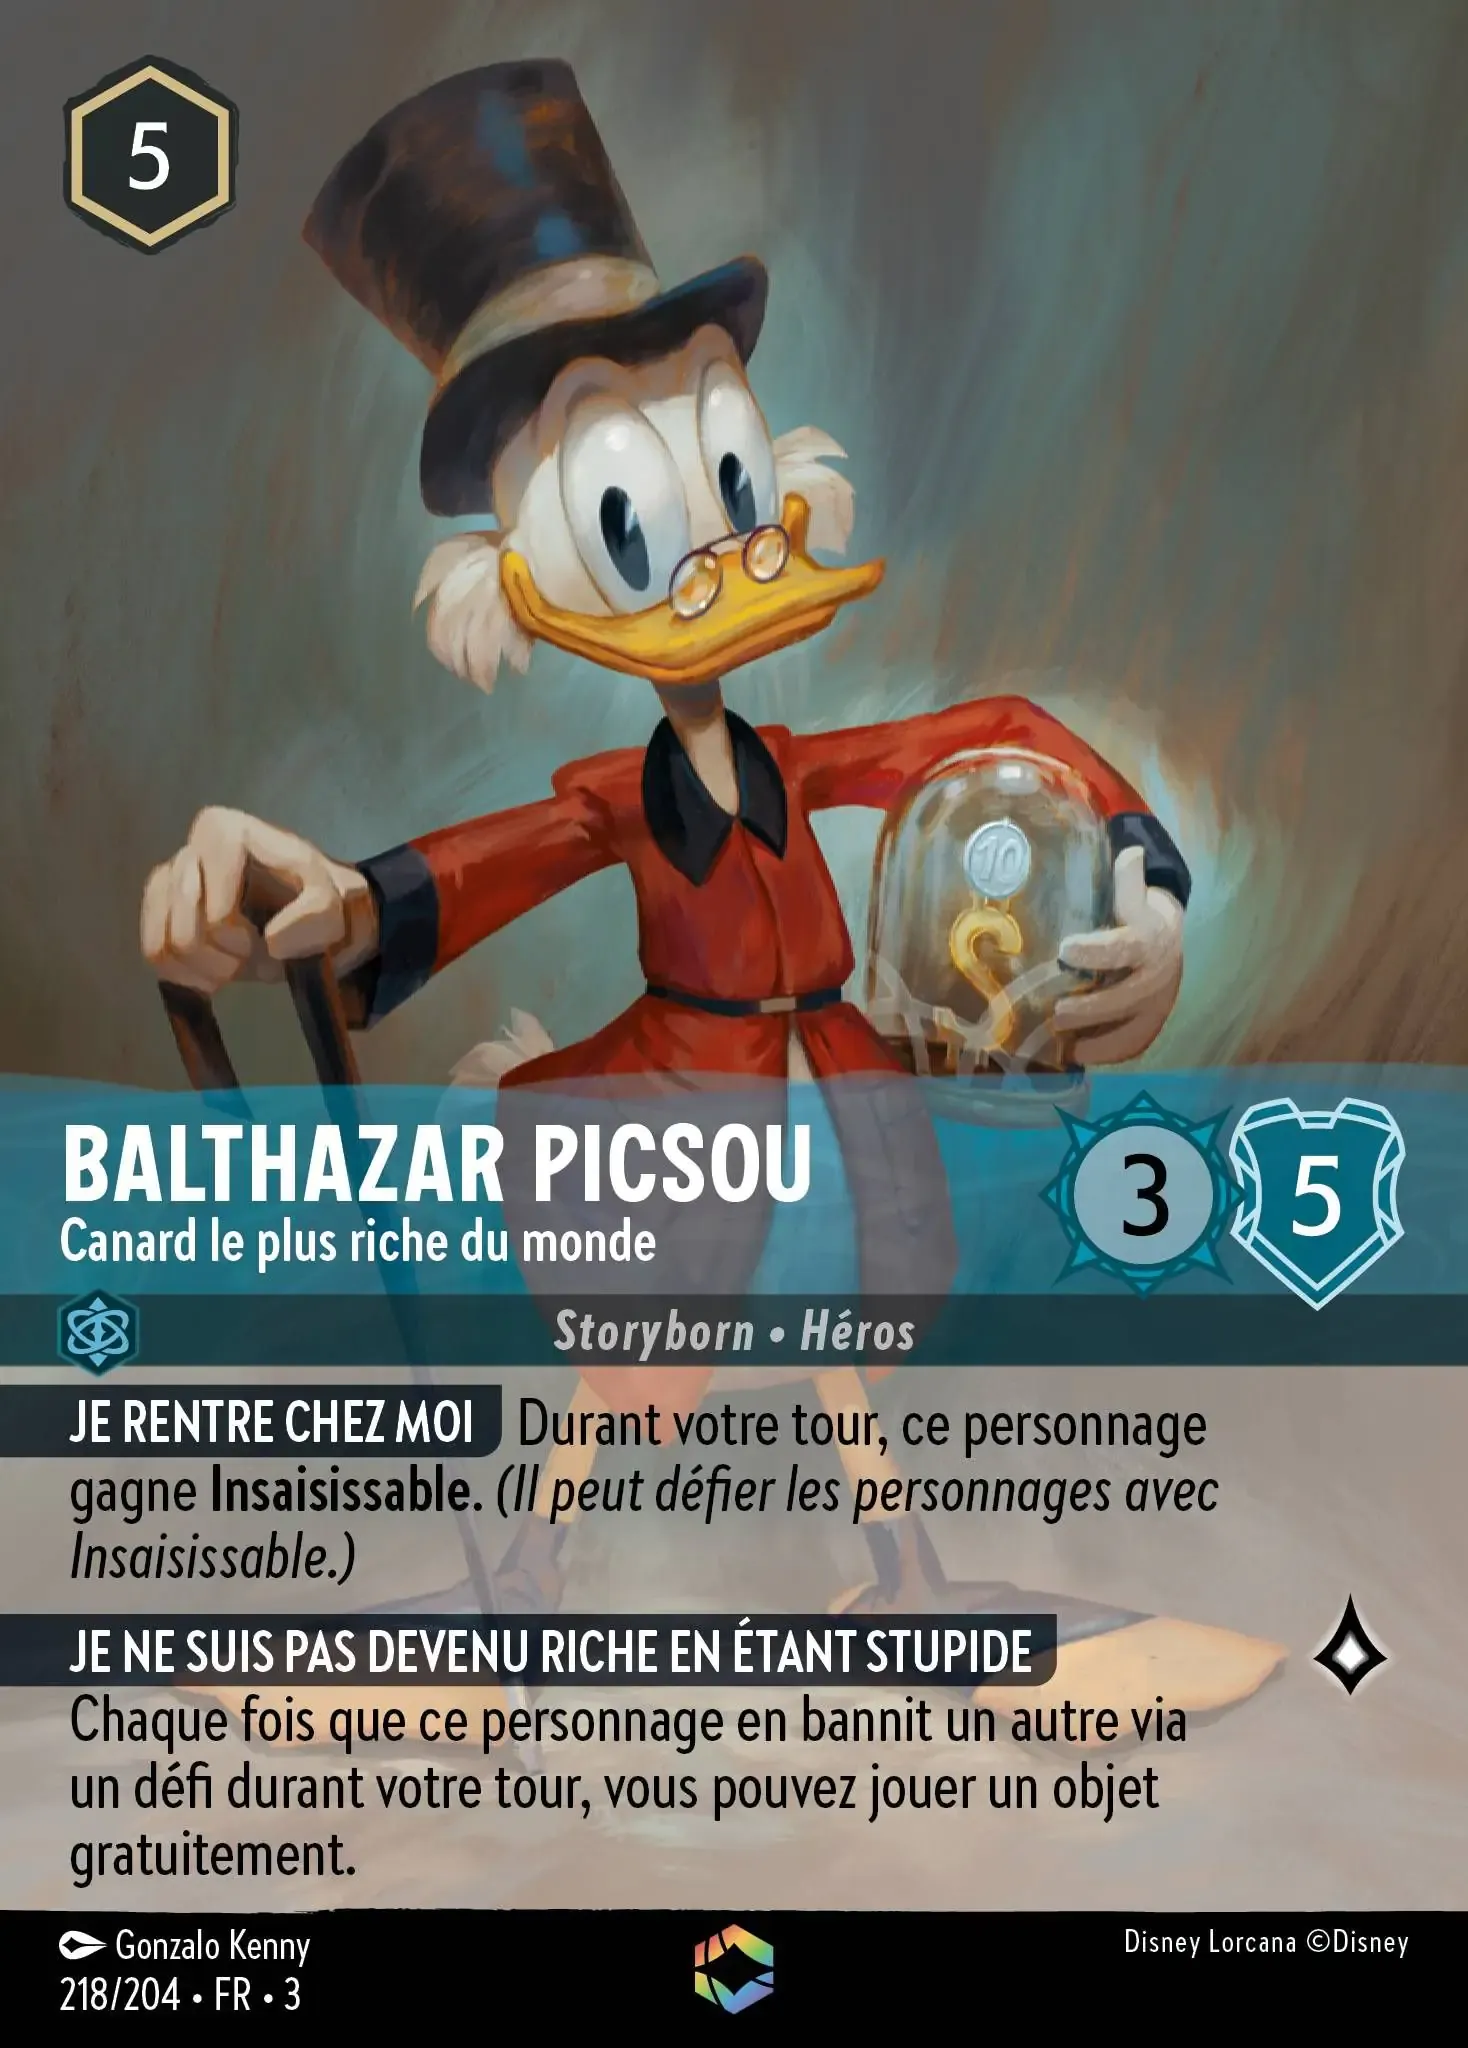 5
10
BALTHAZAR PICSOU
Canard le plus riche du monde
3
5
Storyborn • Héros
JE RENTRE CHEZ MOI Durant votre tour, ce personnage
gagne Insaisissable. (Il peut défier les personnages avec
Insaisissable.)
JE NE SUIS PAS DEVENU RICHE EN ÉTANT STUPIDE
Chaque fois que ce personnage en bannit un autre via
un défi durant votre tour, vous pouvez jouer un objet
gratuitement.
Gonzalo Kenny
218/204 • FR • 3
Disney Lorcana ©Disney